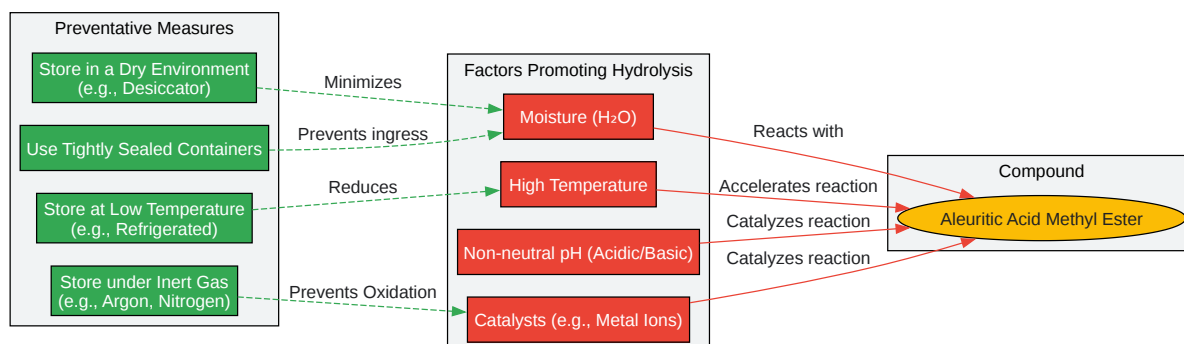 Preventative Measures
Store in a Dry Environment
(e.g., Desiccator)
Use Tightly Sealed Containers
Store at Low Temperature
(e.g., Refrigerated)
Store under Inert Gas
(e.g., Argon, Nitrogen)
Minimizes
Prevents ingress
Reduces
Prevents Oxidation
Factors Promoting Hydrolysis
Moisture (H₂O)
High Temperature
Non-neutral pH (Acidic/Basic)
Catalysts (e.g., Metal Ions)
Reacts with
Accelerates reaction
Catalyzes reaction
Catalyzes reaction
Compound
Aleuritic Acid Methyl Ester